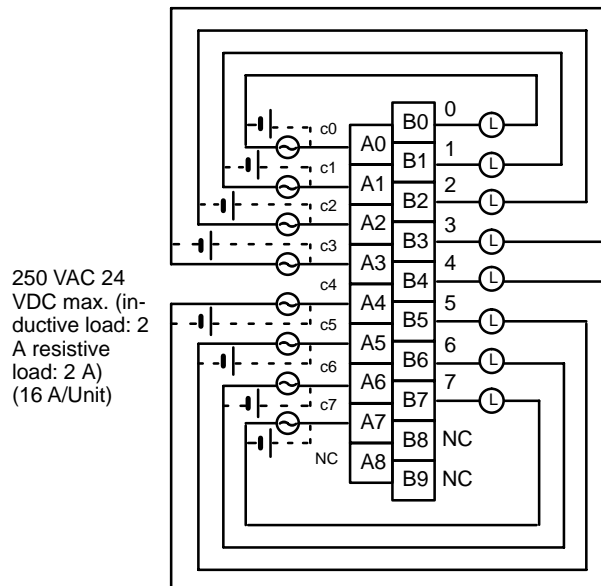 0
B0
L
c0
A0
1
B1
L
c1
A1
2
B2
L
c2
A2
3
B3
L
c3
A3
4
B4
L
c4
A4
5
B5
L
c5
A5
6
B6
L
c6
A6
7
B7
L
c7
A7
B8
NC
NC
A8
B9
NC
250 VAC 24
VDC max. (in-
ductive load: 2
A resistive
load: 2 A)
(16 A/Unit)